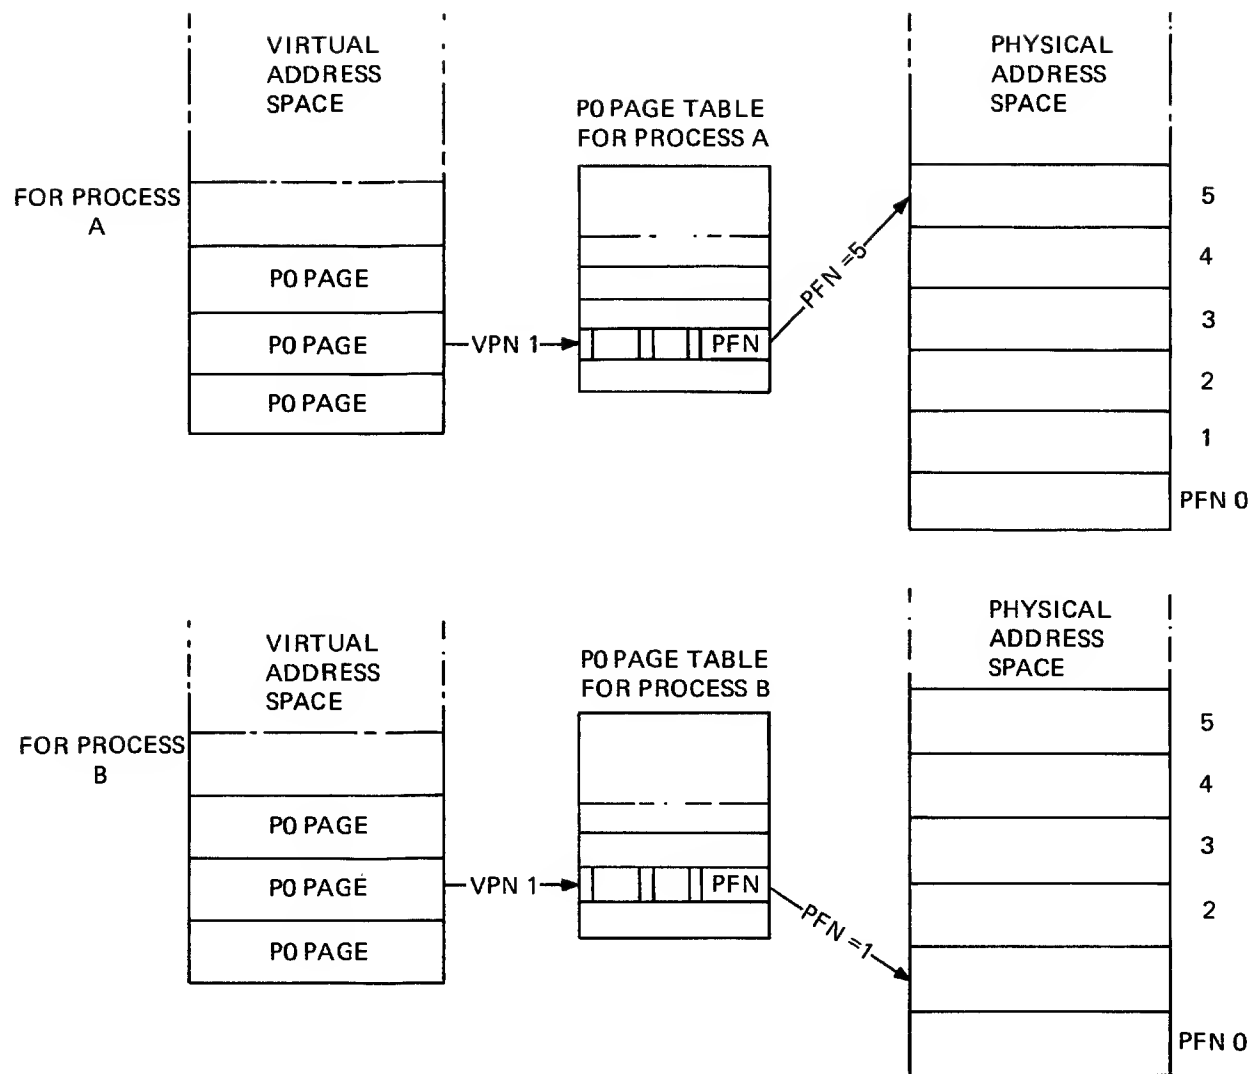 VIRTUAL
ADDRESS
SPACE
PHYSICAL
ADDRESS
SPACE
P0 PAGE TABLE
FOR PROCESS A
FOR PROCESS
A
P0 PAGE
P0 PAGE
P0 PAGE
VPN 1
PFN
PFN =5
5
4
3
2
1
PFN 0
VIRTUAL
ADDRESS
SPACE
PHYSICAL
ADDRESS
SPACE
P0 PAGE TABLE
FOR PROCESS B
FOR PROCESS
B
P0 PAGE
P0 PAGE
P0 PAGE
VPN 1
PFN
PFN =1
5
4
3
2
PFN 0